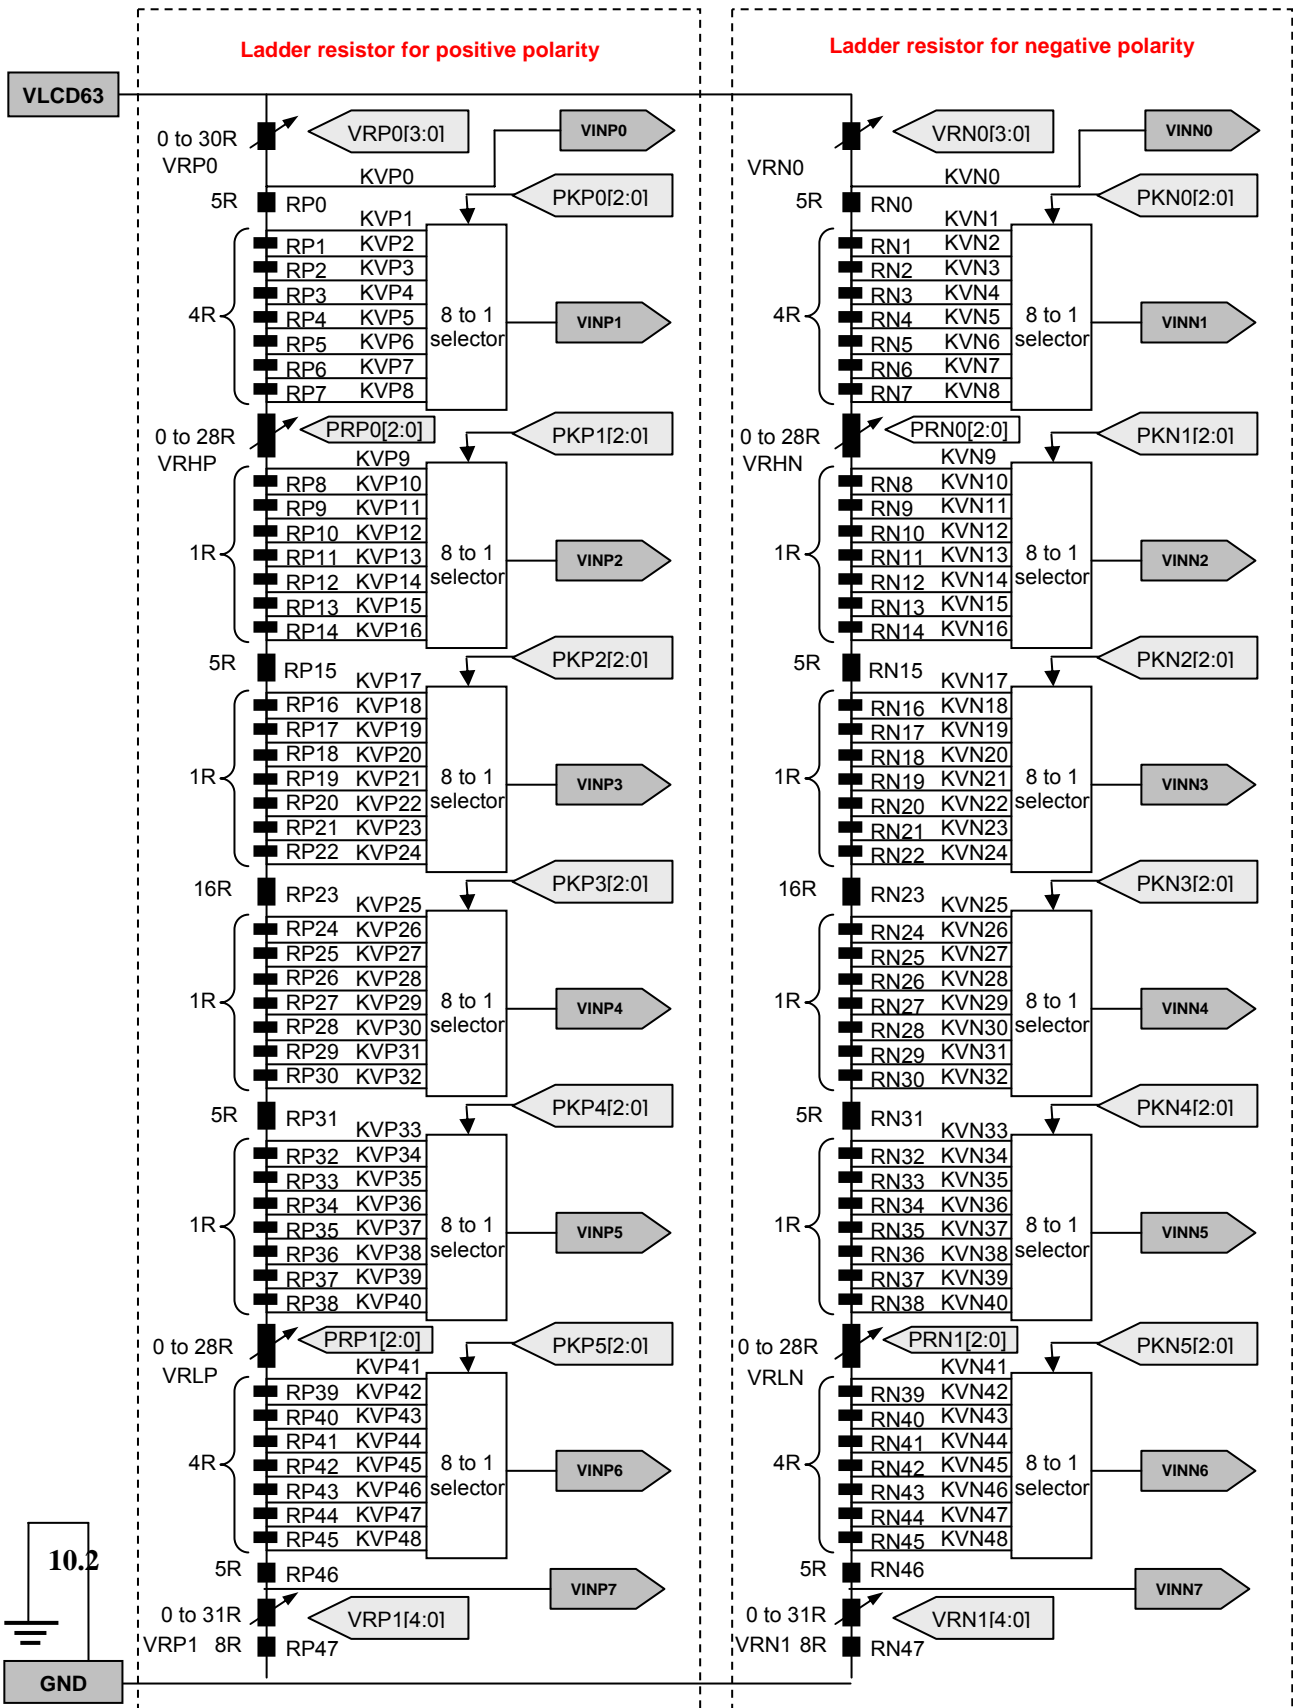 Ladder resistor for positive polarity
Ladder resistor for negative polarity
VLCD63
0 to 30R
VRP0
VRP0[3:0]
VINP0
KVP0
5R
RP0
PKP0[2:0]
KVP1
RP1 KVP2
RP2 KVP3
RP3 KVP4
4R
RP4 KVP5
RP5 KVP6
RP6 KVP7
RP7 KVP8
8 to 1
selector
VINP1
0 to 28R
VRHP
PRP0[2:0]
PKP1[2:0]
KVP9
RP8 KVP10
RP9 KVP11
RP10 KVP12
1R
RP11 KVP13
RP12 KVP14
RP13 KVP15
RP14 KVP16
8 to 1
selector
VINP2
5R
RP15
PKP2[2:0]
KVP17
RP16 KVP18
RP17 KVP19
RP18 KVP20
1R
RP19 KVP21
RP20 KVP22
RP21 KVP23
RP22 KVP24
8 to 1
selector
VINP3
16R
RP23
PKP3[2:0]
KVP25
RP24 KVP26
RP25 KVP27
RP26 KVP28
1R
RP27 KVP29
RP28 KVP30
RP29 KVP31
RP30 KVP32
8 to 1
selector
VINP4
5R
RP31
PKP4[2:0]
KVP33
RP32 KVP34
RP33 KVP35
RP34 KVP36
1R
RP35 KVP37
RP36 KVP38
RP37 KVP39
RP38 KVP40
8 to 1
selector
VINP5
0 to 28R
VRLP
PRP1[2:0]
PKP5[2:0]
KVP41
RP39 KVP42
RP40 KVP43
RP41 KVP44
4R
RP42 KVP45
RP43 KVP46
RP44 KVP47
RP45 KVP48
8 to 1
selector
VINP6
5R
RP46
VINP7
0 to 31R
VRP1
VRP1[4:0]
8R
RP47
VRN0
VRN0[3:0]
VINN0
KVN0
5R
RN0
PKN0[2:0]
KVN1
RN1 KVN2
RN2 KVN3
RN3 KVN4
4R
RN4 KVN5
RN5 KVN6
RN6 KVN7
RN7 KVN8
8 to 1
selector
VINN1
0 to 28R
VRHN
PRN0[2:0]
PKN1[2:0]
KVN9
RN8 KVN10
RN9 KVN11
RN10 KVN12
1R
RN11 KVN13
RN12 KVN14
RN13 KVN15
RN14 KVN16
8 to 1
selector
VINN2
5R
RN15
PKN2[2:0]
KVN17
RN16 KVN18
RN17 KVN19
RN18 KVN20
1R
RN19 KVN21
RN20 KVN22
RN21 KVN23
RN22 KVN24
8 to 1
selector
VINN3
16R
RN23
PKN3[2:0]
KVN25
RN24 KVN26
RN25 KVN27
RN26 KVN28
1R
RN27 KVN29
RN28 KVN30
RN29 KVN31
RN30 KVN32
8 to 1
selector
VINN4
5R
RN31
PKN4[2:0]
KVN33
RN32 KVN34
RN33 KVN35
RN34 KVN36
1R
RN35 KVN37
RN36 KVN38
RN37 KVN39
RN38 KVN40
8 to 1
selector
VINN5
0 to 28R
VRLN
PRN1[2:0]
PKN5[2:0]
KVN41
RN39 KVN42
RN40 KVN43
RN41 KVN44
4R
RN42 KVN45
RN43 KVN46
RN44 KVN47
RN45 KVN48
8 to 1
selector
VINN6
5R
RN46
VINN7
0 to 31R
VRN1
VRN1[4:0]
8R
RN47
10.2
GND